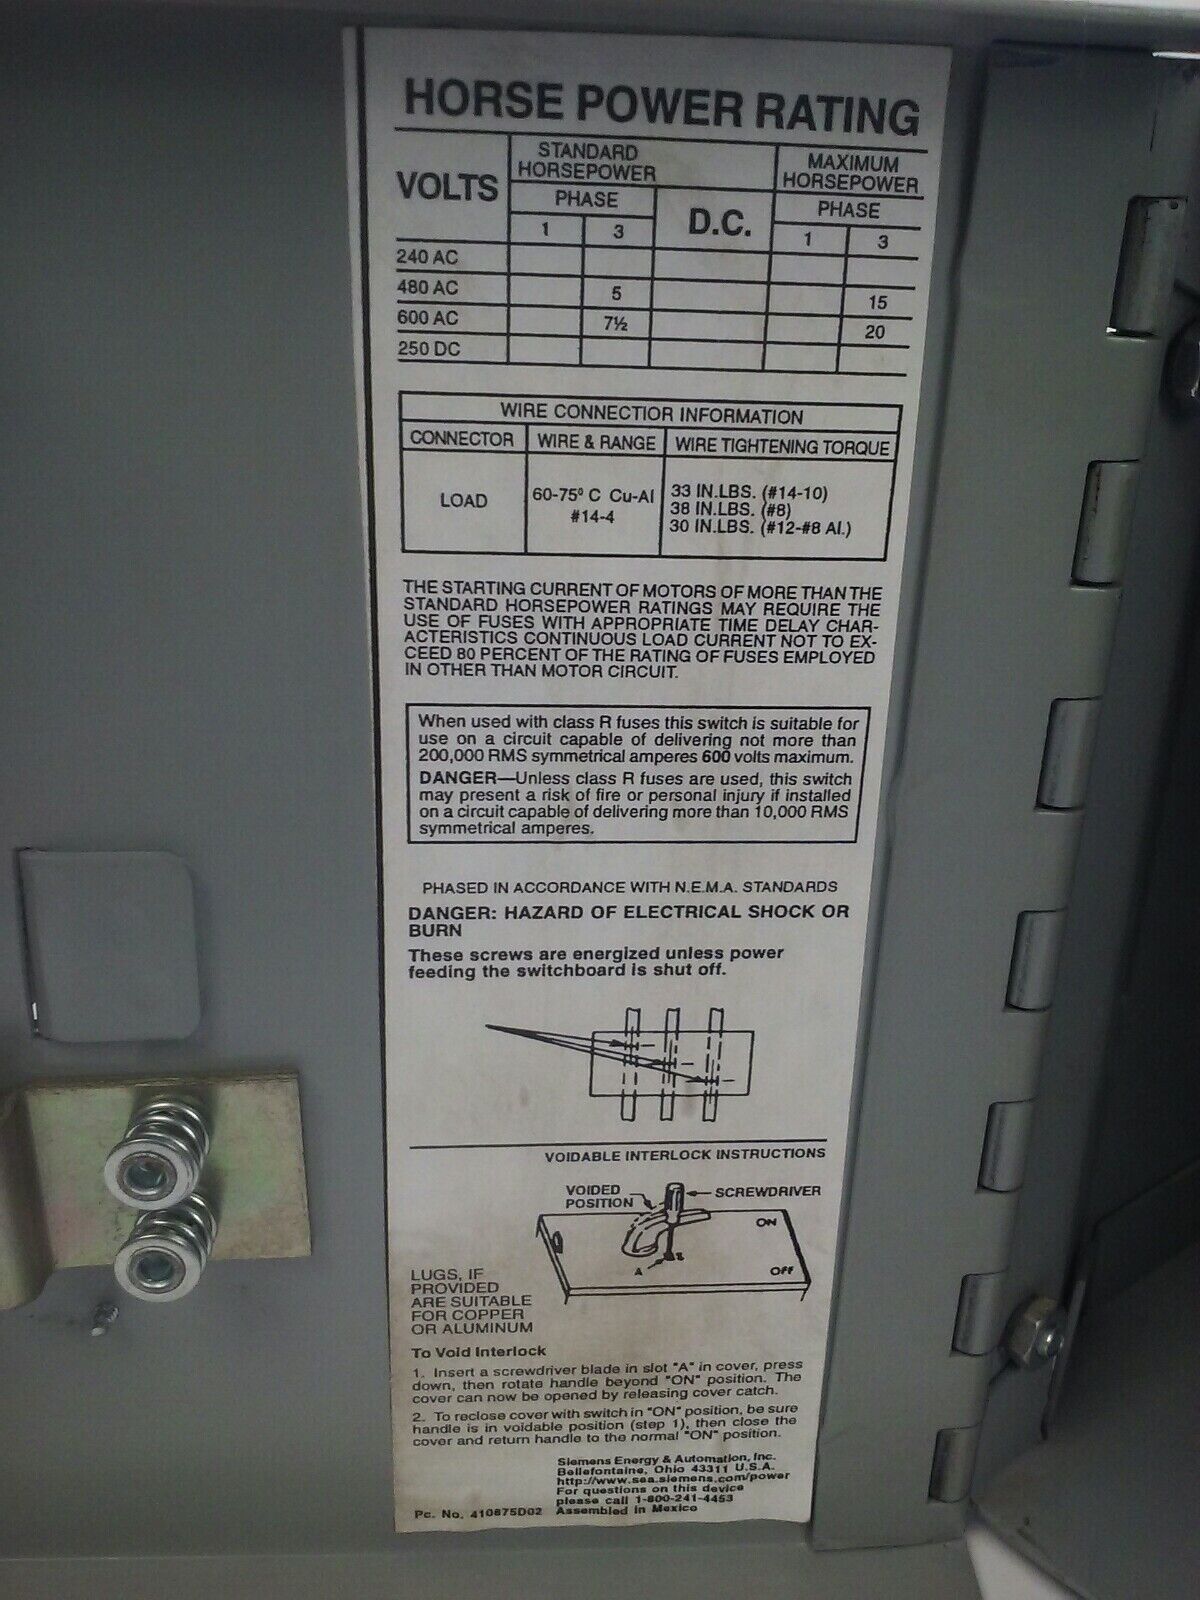 HORSE POWER RATING
VOLTS
STANDARD
HORSEPOWER
MAXIMUM
HORSEPOWER
PHASE
D.C.
PHASE
1 3 1 3
240 AC
480 AC 5 15
600 AC 7½ 20
250 DC
WIRE CONNECTIOR INFORMATION
CONNECTOR WIRE & RANGE WIRE TIGHTENING TORQUE
LOAD
60-75° C Cu-Al
#14-4
33 IN.LBS. (#14-10)
38 IN.LBS. (#8)
30 IN.LBS. (#12-#8 Al.)
THE STARTING CURRENT OF MOTORS OF MORE THAN THE
STANDARD HORSEPOWER RATINGS MAY REQUIRE THE
USE OF FUSES WITH APPROPRIATE TIME DELAY CHAR-
ACTERISTICS CONTINUOUS LOAD CURRENT NOT TO EX-
CEED 80 PERCENT OF THE RATING OF FUSES EMPLOYED
IN OTHER THAN MOTOR CIRCUIT.
When used with class R fuses this switch is suitable for
use on a circuit capable of delivering not more than
200,000 RMS symmetrical amperes 600 volts maximum.
DANGER—Unless class R fuses are used, this switch
may present a risk of fire or personal injury if installed
on a circuit capable of delivering more than 10,000 RMS
symmetrical amperes.
PHASED IN ACCORDANCE WITH N.E.M.A. STANDARDS
DANGER: HAZARD OF ELECTRICAL SHOCK OR
BURN
These screws are energized unless power
feeding the switchboard is shut off.
VOIDABLE INTERLOCK INSTRUCTIONS
VOIDED
POSITION
SCREWDRIVER
ON
A
OFF
LUGS, IF
PROVIDED
ARE SUITABLE
FOR COPPER
OR ALUMINUM
To Void Interlock
1. Insert a screwdriver blade in slot "A" in cover, press
down, then rotate handle beyond "ON" position. The
cover can now be opened by releasing cover catch.
2. To reclose cover with switch in "ON" position, be sure
handle is in voidable position (step 1), then close the
cover and return handle to the normal "ON" position.
Siemens Energy & Automation, Inc.
Bellefontaine, Ohio 43311 U.S.A.
http://www.sea.siemens.com/power
For questions on this device
please call 1-800-241-4453
Pc. No. 410875D02 Assembled in Mexico